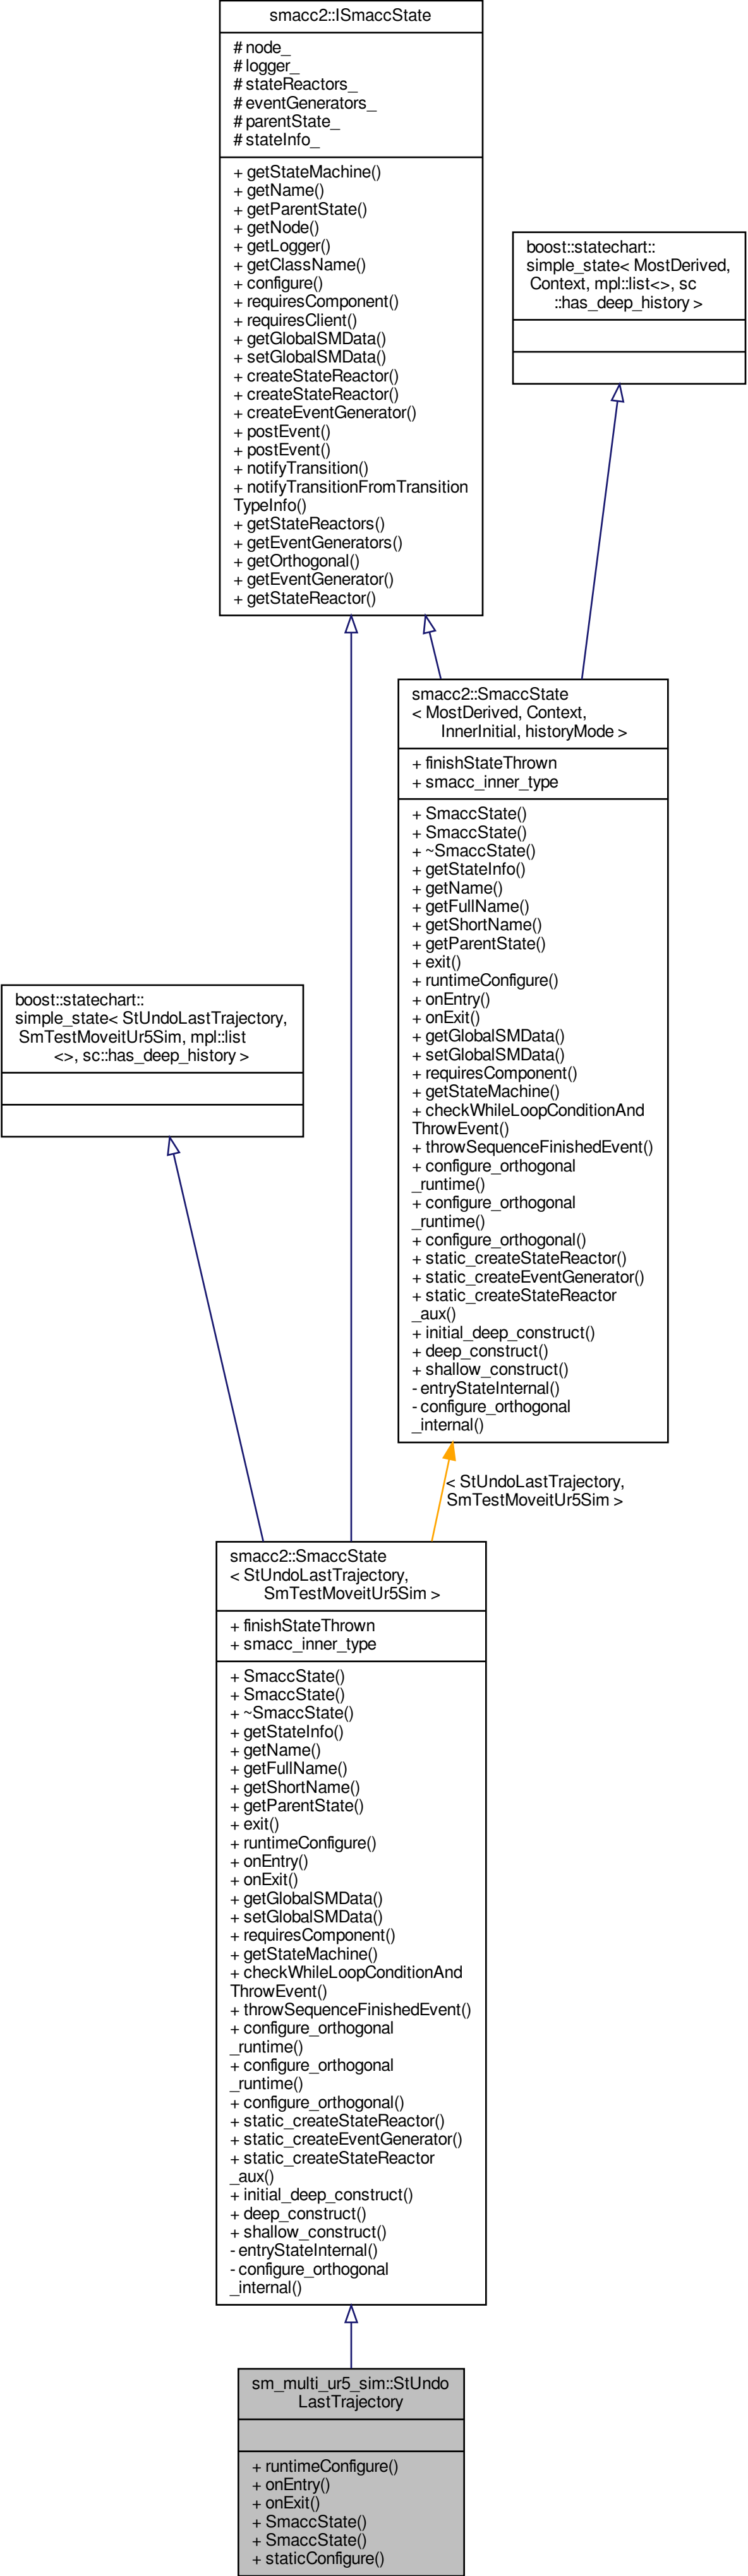 smacc2::ISmaccState
# node_
# logger_
# stateReactors_
# eventGenerators_
# parentState_
# stateInfo_
+ getStateMachine()
+ getName()
+ getParentState()
+ getNode()
+ getLogger()
+ getClassName()
+ configure()
+ requiresComponent()
+ requiresClient()
+ getGlobalSMData()
+ setGlobalSMData()
+ createStateReactor()
+ createStateReactor()
+ createEventGenerator()
+ postEvent()
+ postEvent()
+ notifyTransition()
+ notifyTransitionFromTransition
TypeInfo()
+ getStateReactors()
+ getEventGenerators()
+ getOrthogonal()
+ getEventGenerator()
+ getStateReactor()
boost::statechart::
simple_state< MostDerived,
Context, mpl::list<>, sc
::has_deep_history >
smacc2::SmaccState
< MostDerived, Context,
InnerInitial, historyMode >
+ finishStateThrown
+ smacc_inner_type
+ SmaccState()
+ SmaccState()
+ ~SmaccState()
+ getStateInfo()
+ getName()
+ getFullName()
+ getShortName()
+ getParentState()
+ exit()
+ runtimeConfigure()
+ onEntry()
+ onExit()
+ getGlobalSMData()
+ setGlobalSMData()
+ requiresComponent()
+ getStateMachine()
+ checkWhileLoopConditionAnd
ThrowEvent()
+ throwSequenceFinishedEvent()
+ configure_orthogonal
_runtime()
+ configure_orthogonal
_runtime()
+ configure_orthogonal()
+ static_createStateReactor()
+ static_createEventGenerator()
+ static_createStateReactor
_aux()
+ initial_deep_construct()
+ deep_construct()
+ shallow_construct()
- entryStateInternal()
- configure_orthogonal
_internal()
boost::statechart::
simple_state< StUndoLastTrajectory,
SmTestMoveitUr5Sim, mpl::list
<>, sc::has_deep_history >
< StUndoLastTrajectory,
SmTestMoveitUr5Sim >
smacc2::SmaccState
< StUndoLastTrajectory,
SmTestMoveitUr5Sim >
+ finishStateThrown
+ smacc_inner_type
+ SmaccState()
+ SmaccState()
+ ~SmaccState()
+ getStateInfo()
+ getName()
+ getFullName()
+ getShortName()
+ getParentState()
+ exit()
+ runtimeConfigure()
+ onEntry()
+ onExit()
+ getGlobalSMData()
+ setGlobalSMData()
+ requiresComponent()
+ getStateMachine()
+ checkWhileLoopConditionAnd
ThrowEvent()
+ throwSequenceFinishedEvent()
+ configure_orthogonal
_runtime()
+ configure_orthogonal
_runtime()
+ configure_orthogonal()
+ static_createStateReactor()
+ static_createEventGenerator()
+ static_createStateReactor
_aux()
+ initial_deep_construct()
+ deep_construct()
+ shallow_construct()
- entryStateInternal()
- configure_orthogonal
_internal()
sm_multi_ur5_sim::StUndo
LastTrajectory
+ runtimeConfigure()
+ onEntry()
+ onExit()
+ SmaccState()
+ SmaccState()
+ staticConfigure()